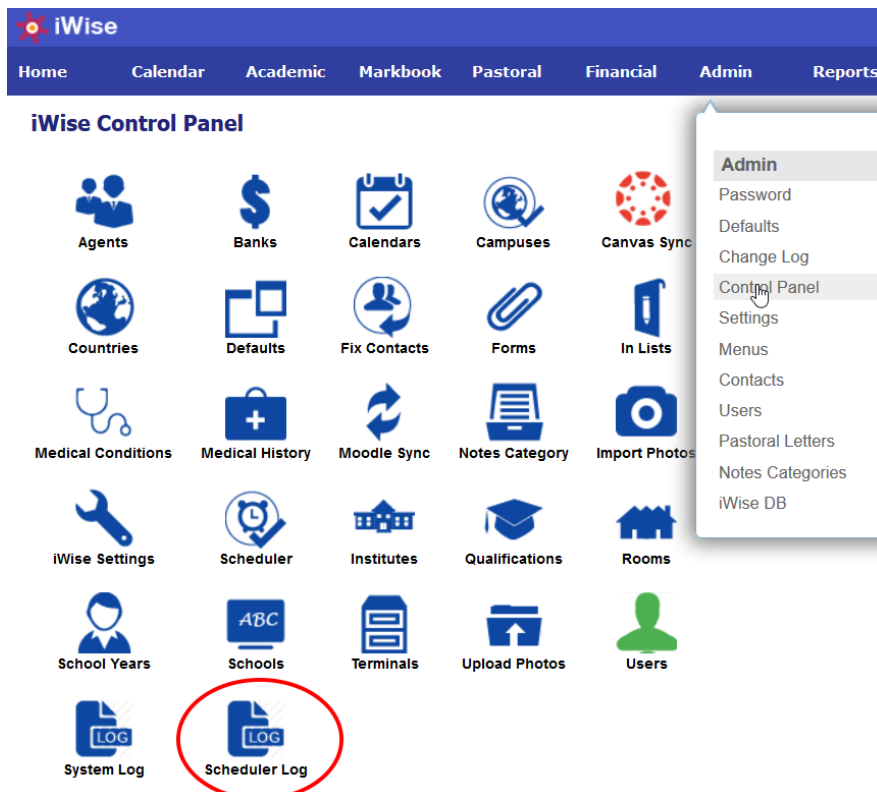 iWise
Home Calendar Academic Markbook Pastoral Financial Admin Reports
iWise Control Panel
Agents Banks Calendars Campuses Canvas Sync
Countries Defaults Fix Contacts Forms In Lists
Medical Conditions Medical History Moodle Sync Notes Category Import Photos
iWise Settings Scheduler Institutes Qualifications Rooms
ABC
School Years Schools Terminals Upload Photos Users
LOG LOG
System Log Scheduler Log
Admin
Password
Defaults
Change Log
Control Panel
Settings
Menus
Contacts
Users
Pastoral Letters
Notes Categories
iWise DB